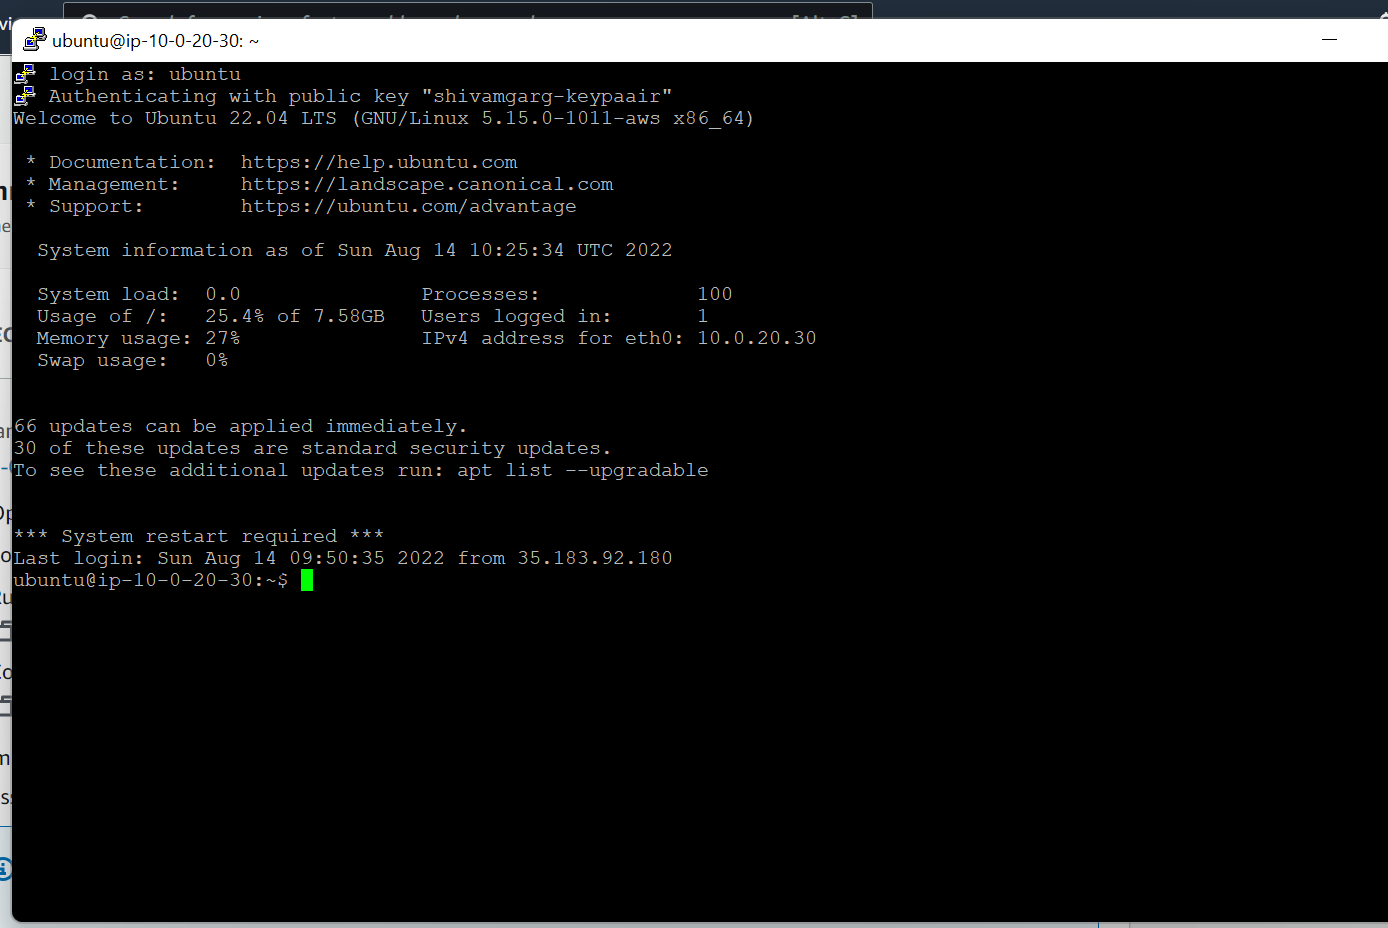 ubuntu@ip-10-0-20-30: ~
login as: ubuntu
Authenticating with public key "shivamgarg-keypaair"
Welcome to Ubuntu 22.04 LTS (GNU/Linux 5.15.0-1011-aws x86_64)
* Documentation:  https://help.ubuntu.com
* Management:     https://landscape.canonical.com
* Support:        https://ubuntu.com/advantage
System information as of Sun Aug 14 10:25:34 UTC 2022
System load:  0.0               Processes:             100
Usage of /:   25.4% of 7.58GB   Users logged in:       1
Memory usage: 27%               IPv4 address for eth0: 10.0.20.30
Swap usage:   0%
66 updates can be applied immediately.
30 of these updates are standard security updates.
To see these additional updates run: apt list --upgradable
*** System restart required ***
Last login: Sun Aug 14 09:50:35 2022 from 35.183.92.180
ubuntu@ip-10-0-20-30:~$